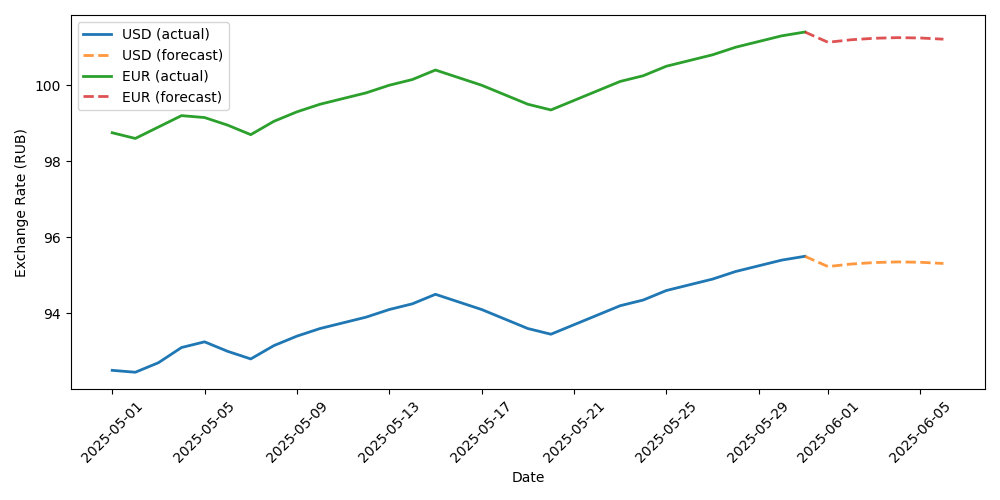 USD (actual)
USD (forecast)
EUR (actual)
EUR (forecast)
Exchange Rate (RUB)
100
98
96
94
2025-05-01
2025-05-05
2025-05-09
2025-05-13
2025-05-17
2025-05-21
2025-05-25
2025-05-29
2025-06-01
2025-06-05
Date